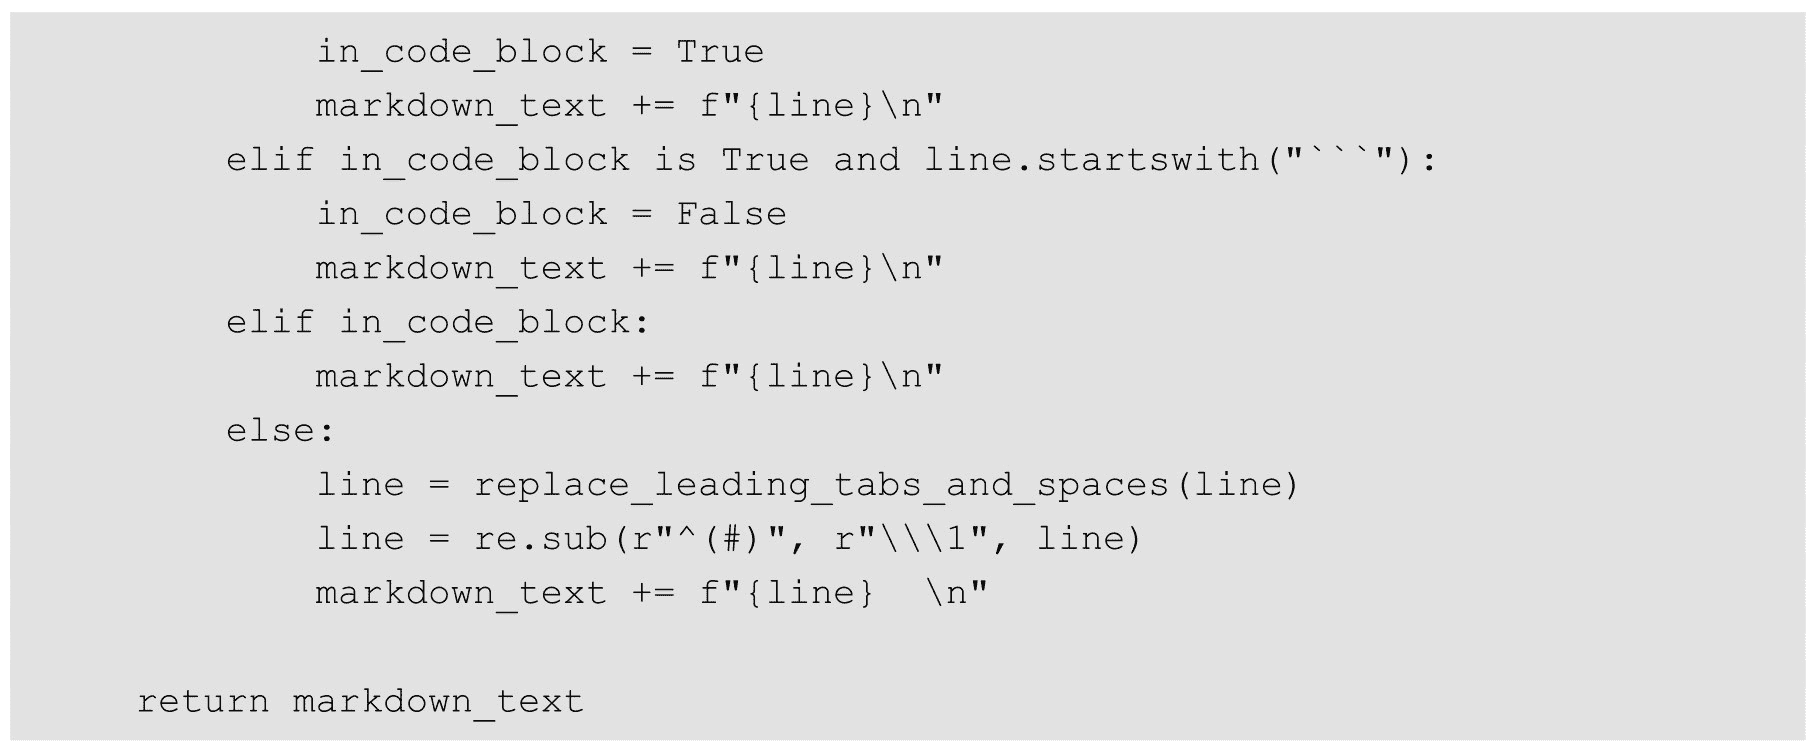 in_code_block = True
            markdown_text += f"{line}\n"
        elif in_code_block is True and line.startswith("```"):
            in_code_block = False
            markdown_text += f"{line}\n"
        elif in_code_block:
            markdown_text += f"{line}\n"
        else:
            line = replace_leading_tabs_and_spaces(line)
            line = re.sub(r"^(#)", r"\\\1", line)
            markdown_text += f"{line}  \n"

    return markdown_text